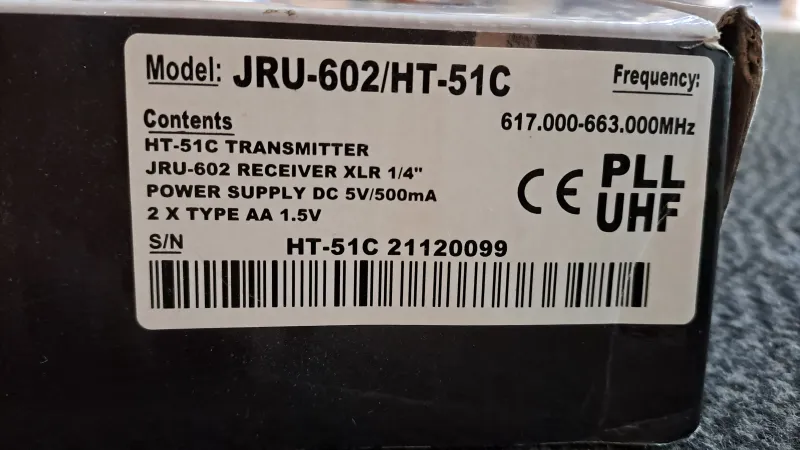 Model: JRU-602/HT-51C
Frequency:
617.000-663.000MHz
Contents
HT-51C TRANSMITTER
JRU-602 RECEIVER XLR 1/4"
POWER SUPPLY DC 5V/500mA
2 X TYPE AA 1.5V
CE
PLL
UHF
S/N
HT-51C 21120099